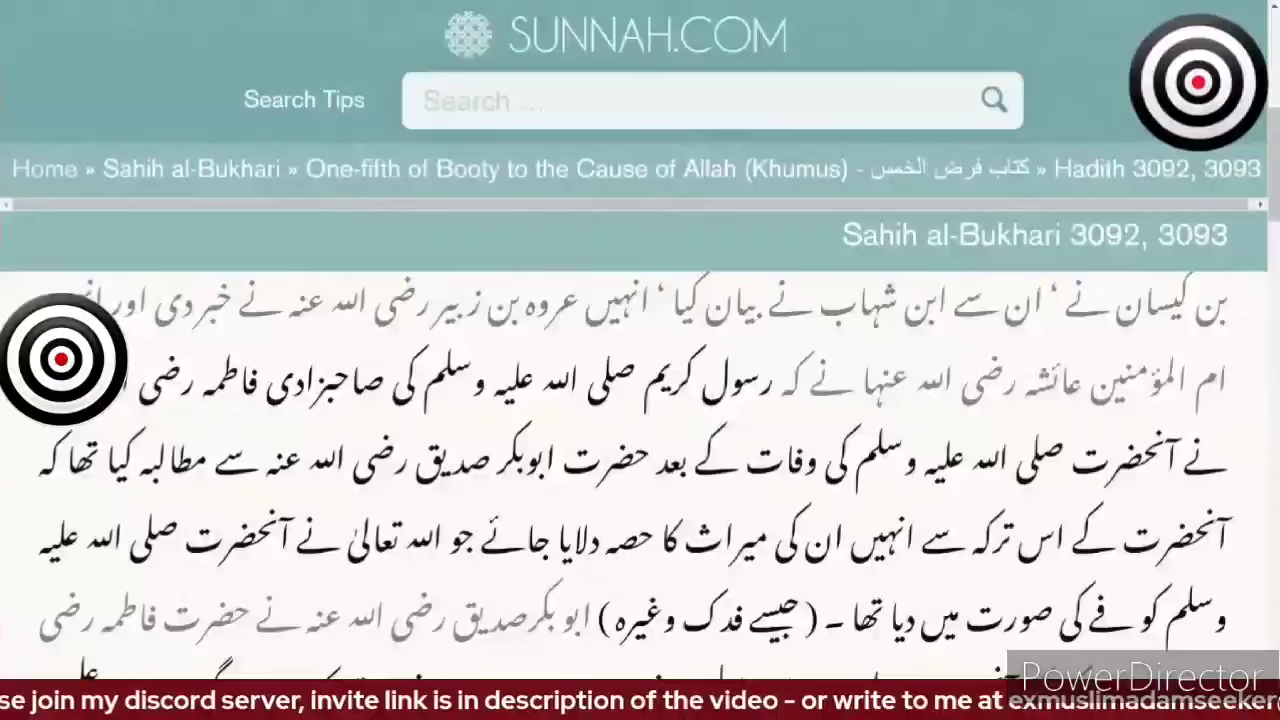 SUNNAH.COM
Search Tips
Search ...
Home » Sahih al-Bukhari » One-fifth of Booty to the Cause of Allah (Khumus) - كتاب فرض الخمس » Hadith 3092, 3093
Sahih al-Bukhari 3092, 3093
بن کیسان نے ‘ ان سے ابن شہاب نے بیان کیا ‘ انہیں عروہ بن زبیر رضی اللہ عنہ نے خبر دی اور
ام المؤمنین عائشہ رضی اللہ عنہا نے کہ رسول کریم صلی اللہ علیہ وسلم کی صاحبزادی فاطمہ رضی
نے آنحضرت صلی اللہ علیہ وسلم کی وفات کے بعد حضرت ابوبکر صدیق رضی اللہ عنہ سے مطالبہ کیا تھا کہ
آنحضرت کے اس ترکہ سے انہیں ان کی میراث کا حصہ دلایا جائے جو اللہ تعالیٰ نے آنحضرت صلی اللہ علیہ
وسلم کو فے کی صورت میں دیا تھا ۔ ( جیسے فدک وغیرہ ) ابوبکرصدیق رضی اللہ عنہ نے حضرت فاطمہ رضی
PowerDirector
se join my discord server, invite link is in description of the video - or write to me at exmuslimadamseeker